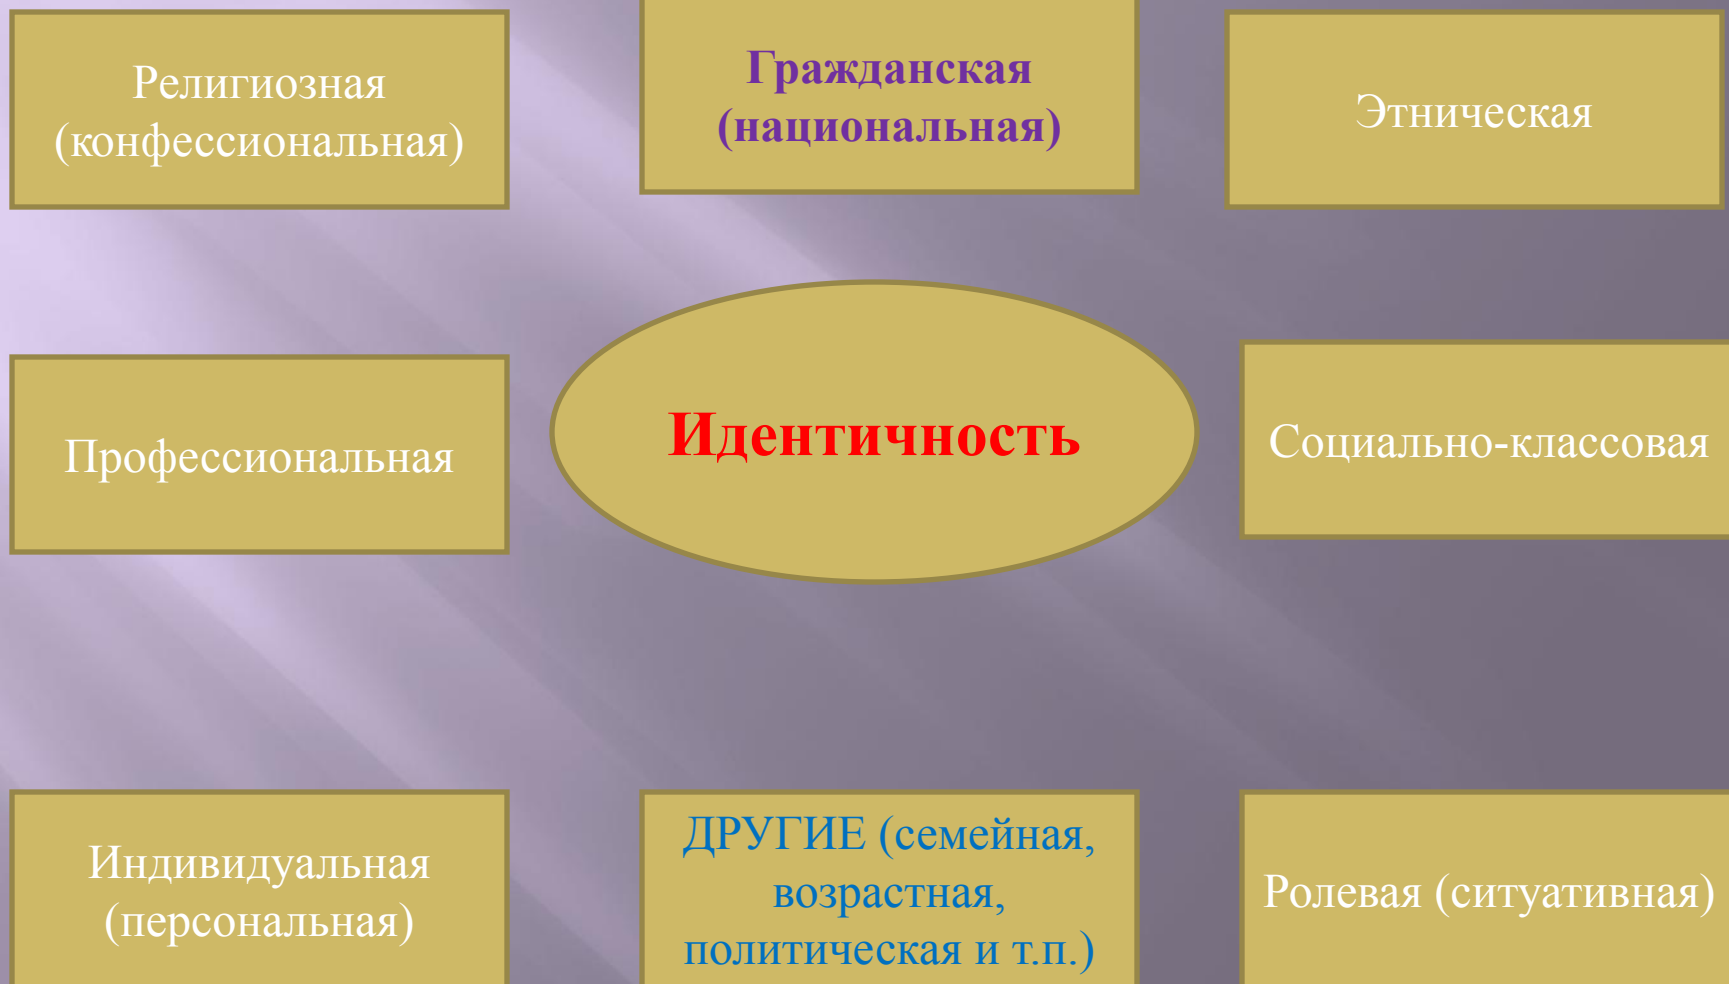 Религиозная
(конфессиональная)
Гражданская
(национальная)
Этническая
Профессиональная
Идентичность
Социально-классовая
Индивидуальная
(персональная)
ДРУГИЕ (семейная,
возрастная,
политическая и т.п.)
Ролевая (ситуативная)